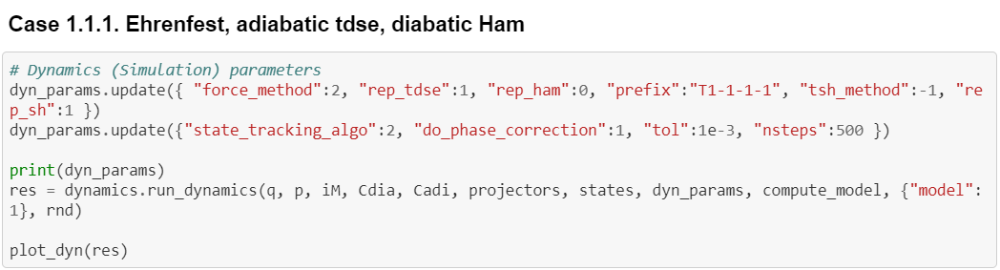 Case 1.1.1. Ehrenfest, adiabatic tdse, diabatic Ham
# Dynamics (Simulation) parameters
dyn_params.update({ "force_method":2, "rep_tdse":1, "rep_ham":0, "prefix":"T1-1-1-1", "tsh_method":-1, "re
p_sh":1 })
dyn_params.update({"state_tracking_algo":2, "do_phase_correction":1, "tol":1e-3, "nsteps":500 })
print(dyn_params)
res = dynamics.run_dynamics(q, p, iM, Cdia, Cadi, projectors, states, dyn_params, compute_model, {"model":
1}, rnd)
plot_dyn(res)